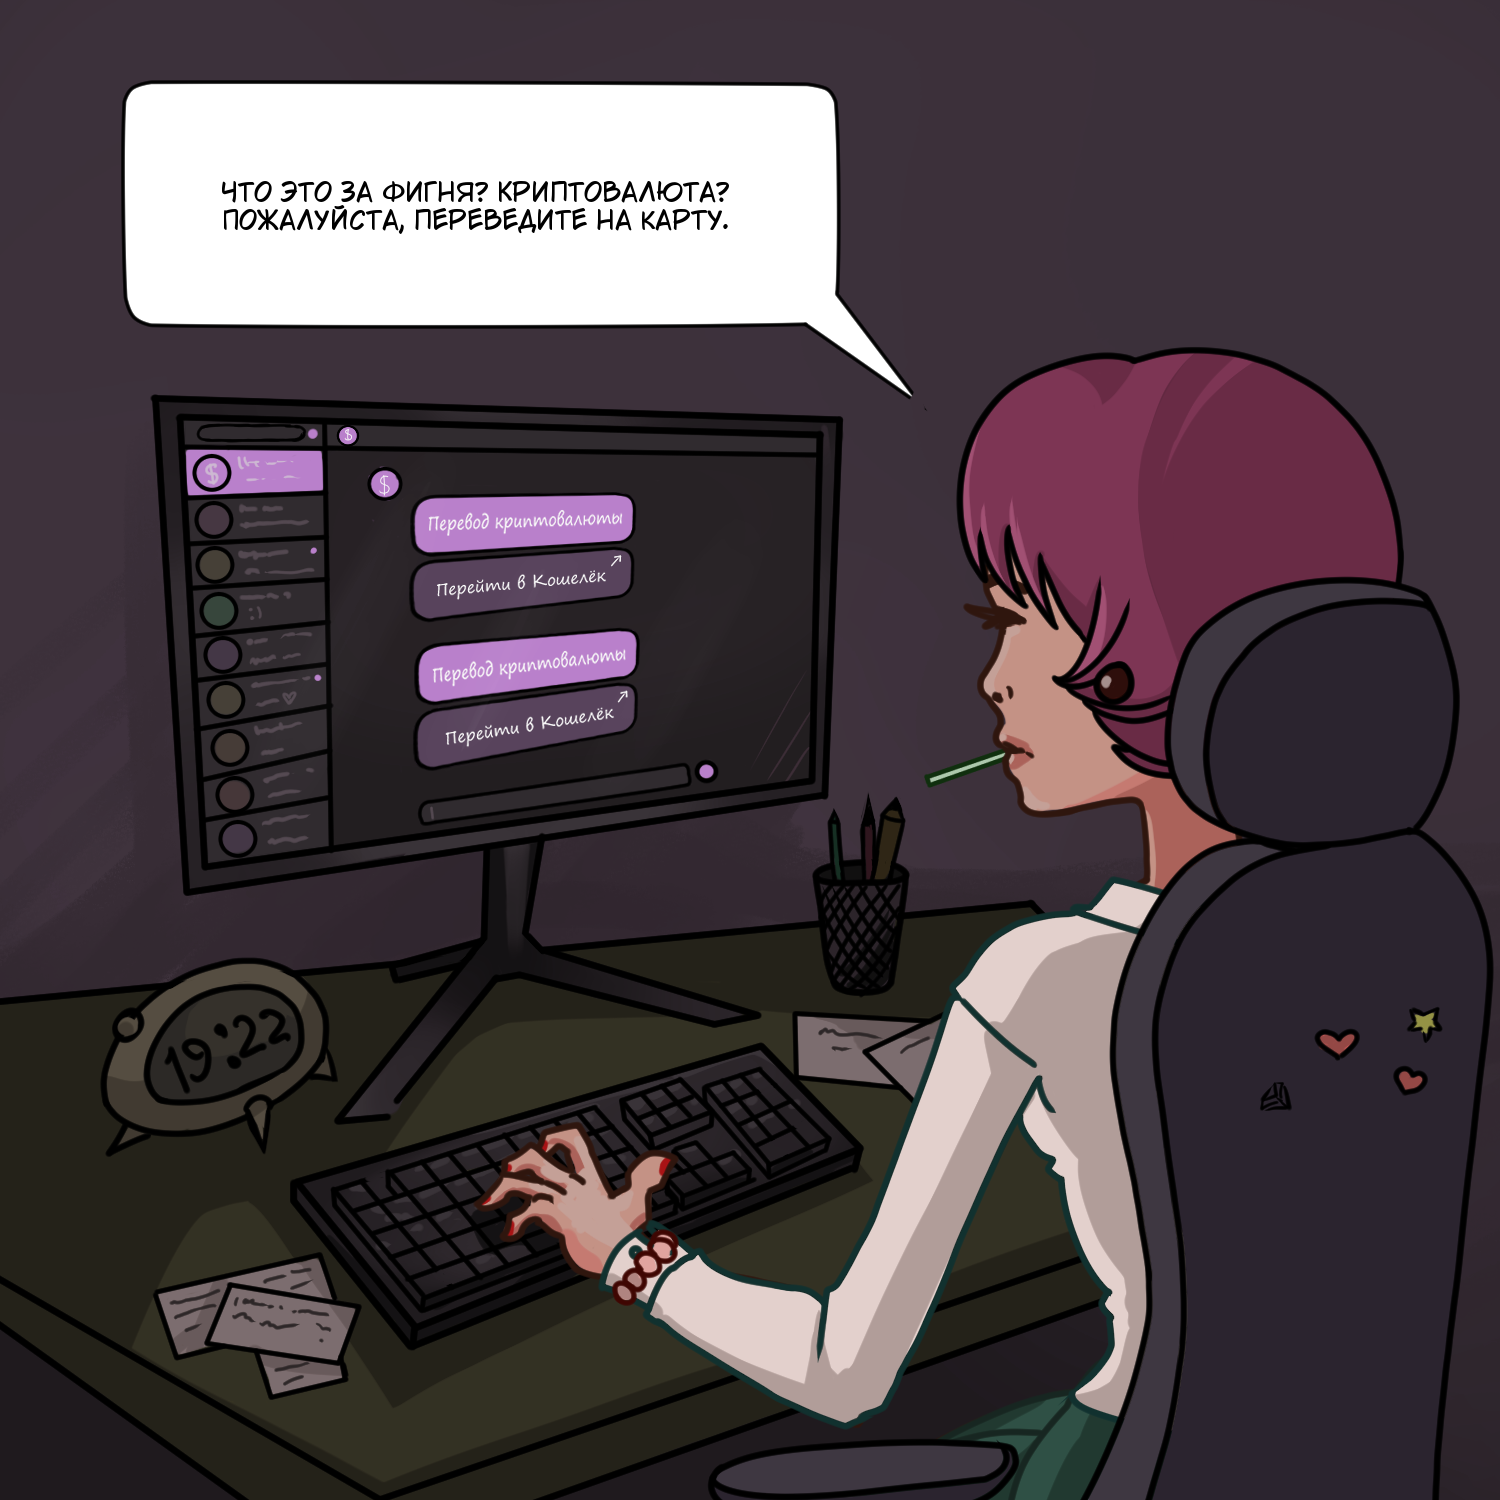 ЧТО ЭТО ЗА ФИГНЯ? КРИПТОВАЛЮТА?
ПОЖАЛУЙСТА, ПЕРЕВЕДИТЕ НА КАРТУ.
$
$
$
Перевод криптовалюты
Перейти в Кошелёк
Перевод криптовалюты
Перейти в Кошелёк
:)
19:22